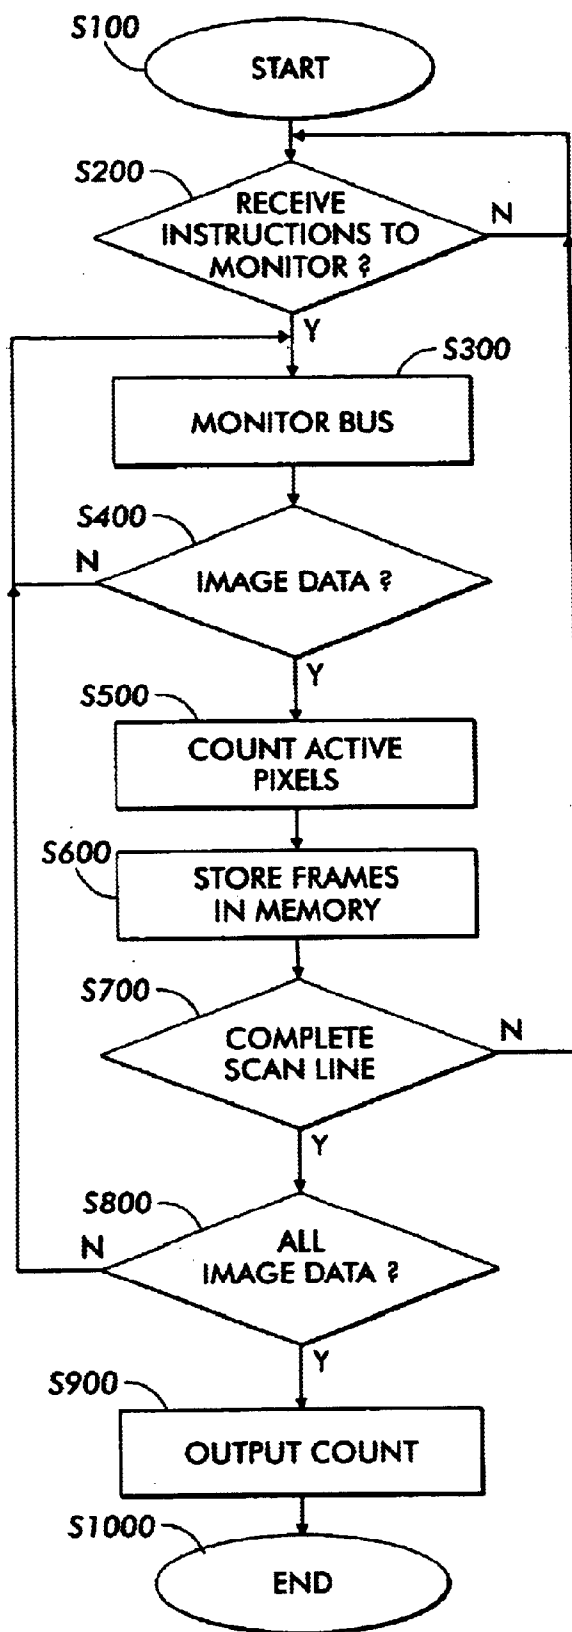 S100
START
S200
RECEIVE
INSTRUCTIONS TO
MONITOR ?
N
Y
S300
MONITOR BUS
S400
N
IMAGE DATA ?
Y
S500
COUNT ACTIVE
PIXELS
S600
STORE FRAMES
IN MEMORY
S700
COMPLETE
SCAN LINE
N
Y
S800
N
ALL
IMAGE DATA ?
Y
S900
OUTPUT COUNT
S1000
END